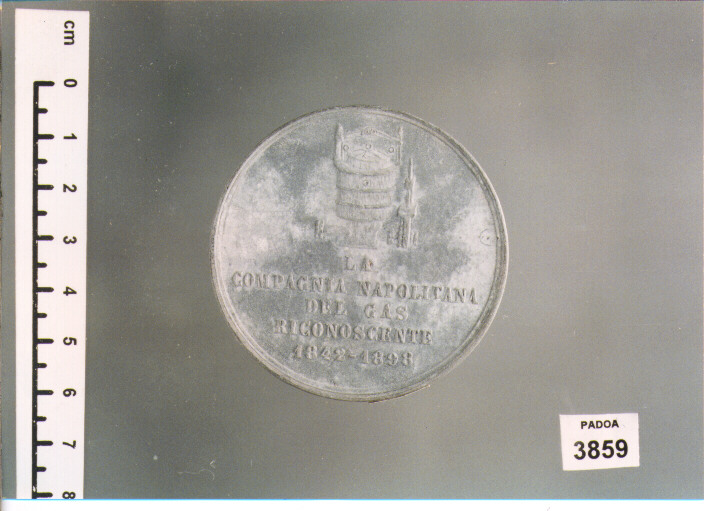 cm
0
1
2
3
4
5
6
7
8
LA
COMPAGNIA NAPOLITANA
DEL GAS
RICONOSCENTE
1842-1898
PADOA
3859